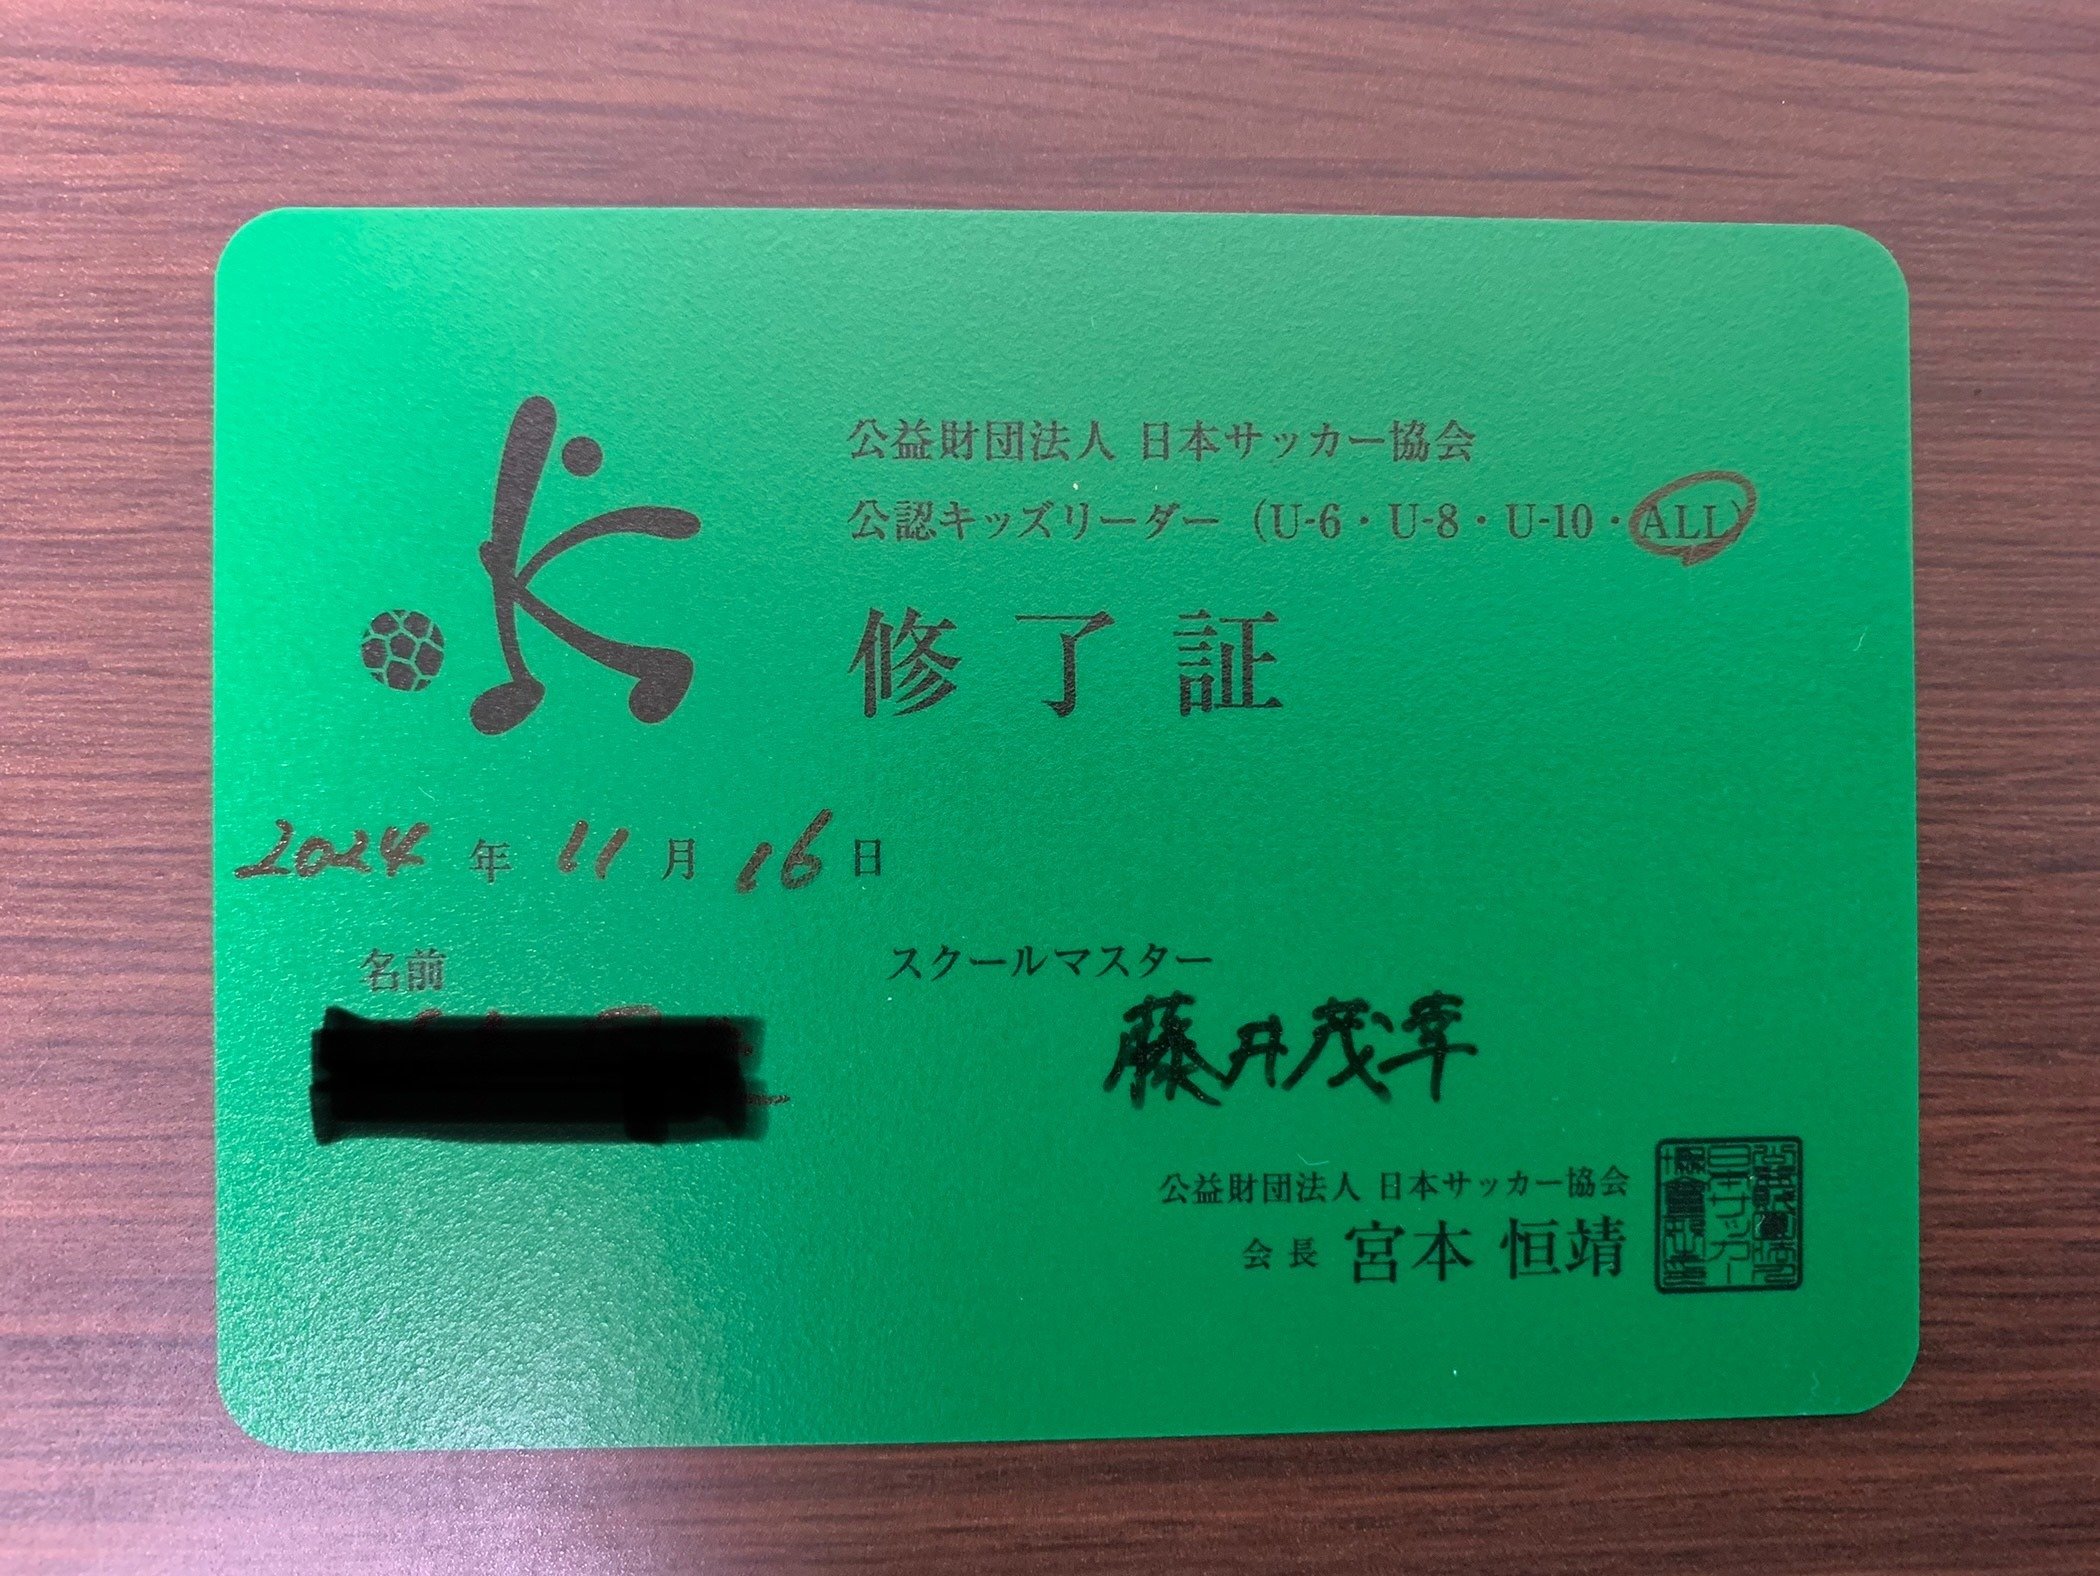 公益財団法人 日本サッカー協会
公認キッズリーダー（U-6・U-8・U-10・ALL）
修了証
2024 年 11 月 16 日
名前
スクールマスター
藤井茂幸
公益財団法人 日本サッカー協会
会長 宮本 恒靖